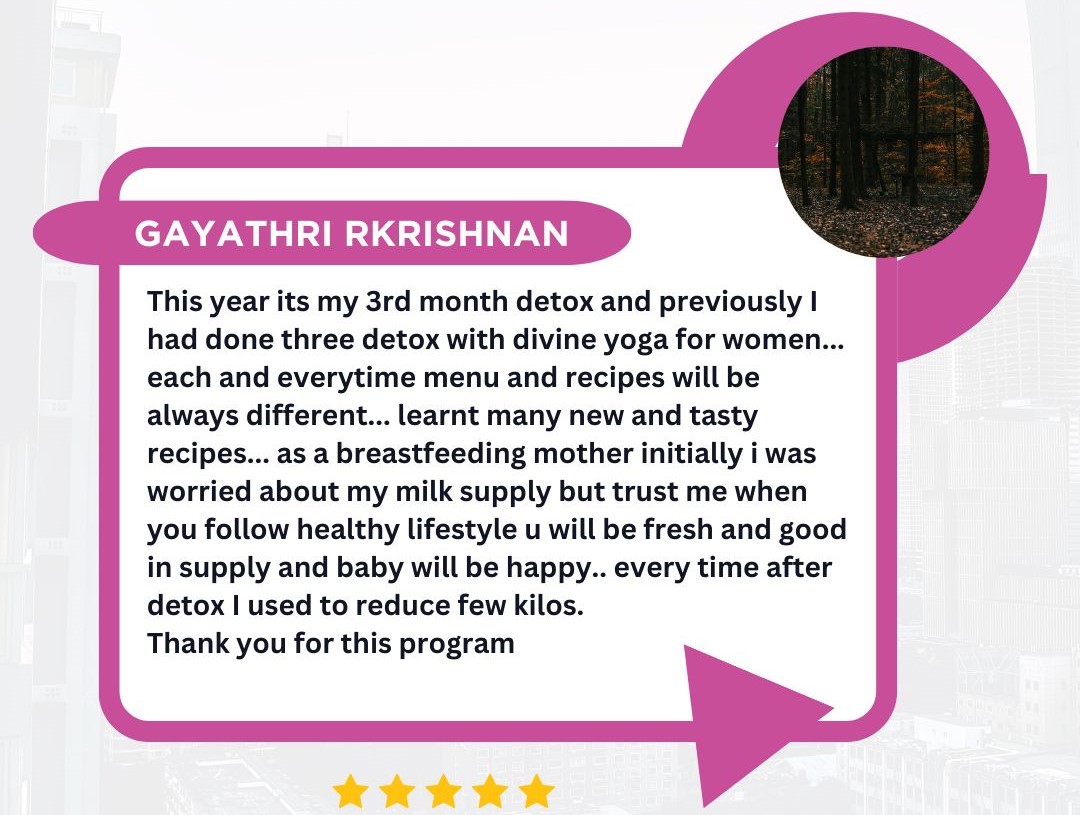 GAYATHRI RKRISHNAN
This year its my 3rd month detox and previously I
had done three detox with divine yoga for women...
each and everytime menu and recipes will be
always different... learnt many new and tasty
recipes... as a breastfeeding mother initially i was
worried about my milk supply but trust me when
you follow healthy lifestyle u will be fresh and good
in supply and baby will be happy.. every time after
detox I used to reduce few kilos.
Thank you for this program